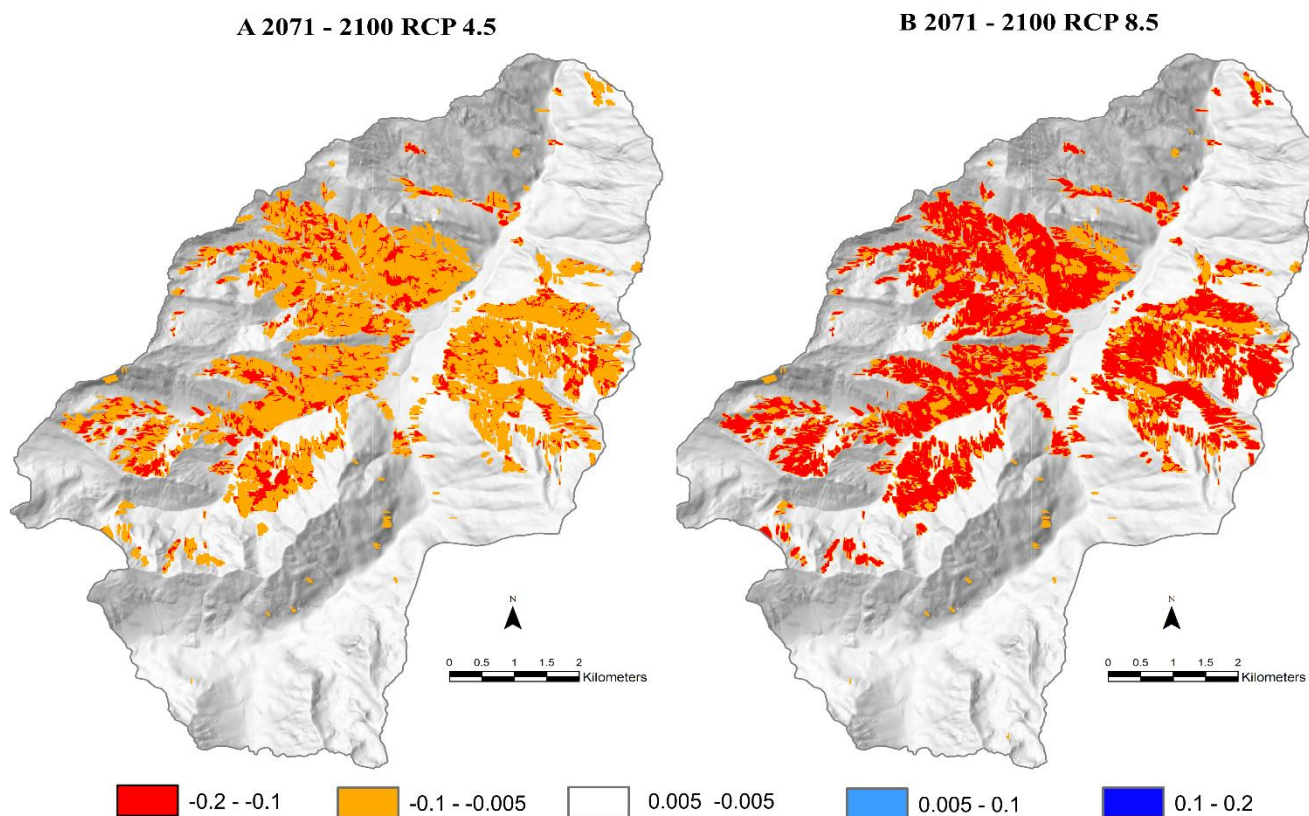 A 2071 - 2100 RCP 4.5
B 2071 - 2100 RCP 8.5
N
0 0.5 1 1.5 2
Kilometers
N
0 0.5 1 1.5 2
Kilometers
-0.2 - -0.1
-0.1 - -0.005
0.005 -0.005
0.005 - 0.1
0.1 - 0.2